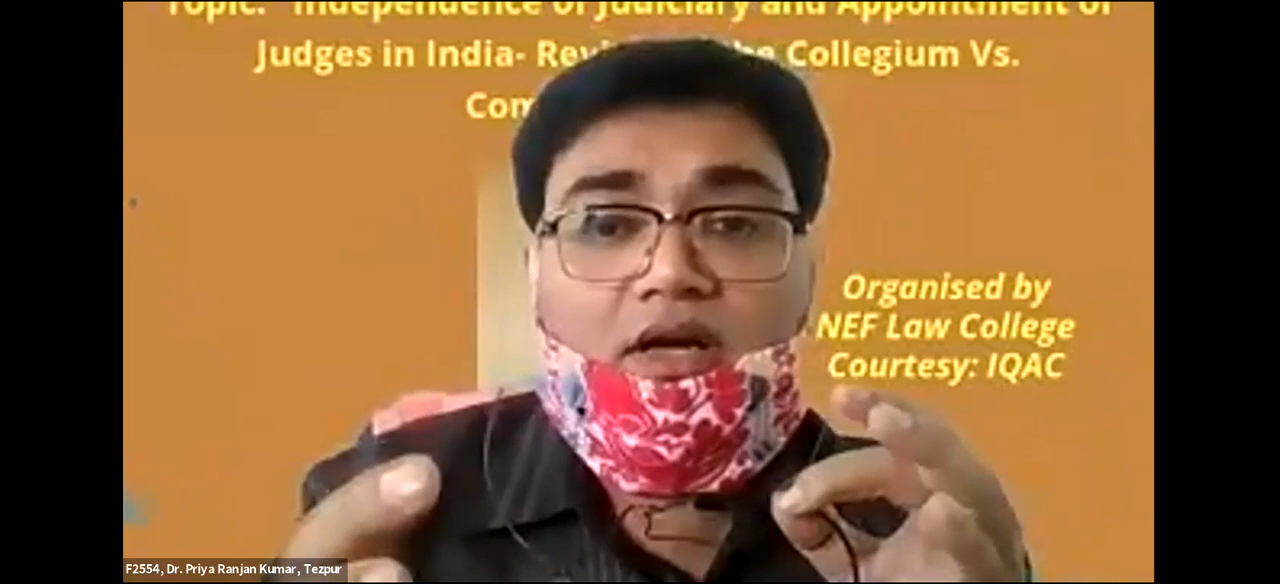 Topic: "Independence of Judiciary and Appointment of
Judges in India- the Collegium Vs.
Organised by
NEF Law College
Courtesy: IQAC
F2554, Dr. Priya Ranjan Kumar, Tezpur